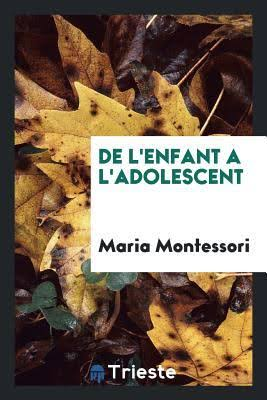 DE L'ENFANT A
L'ADOLESCENT
Maria Montessori
Trieste